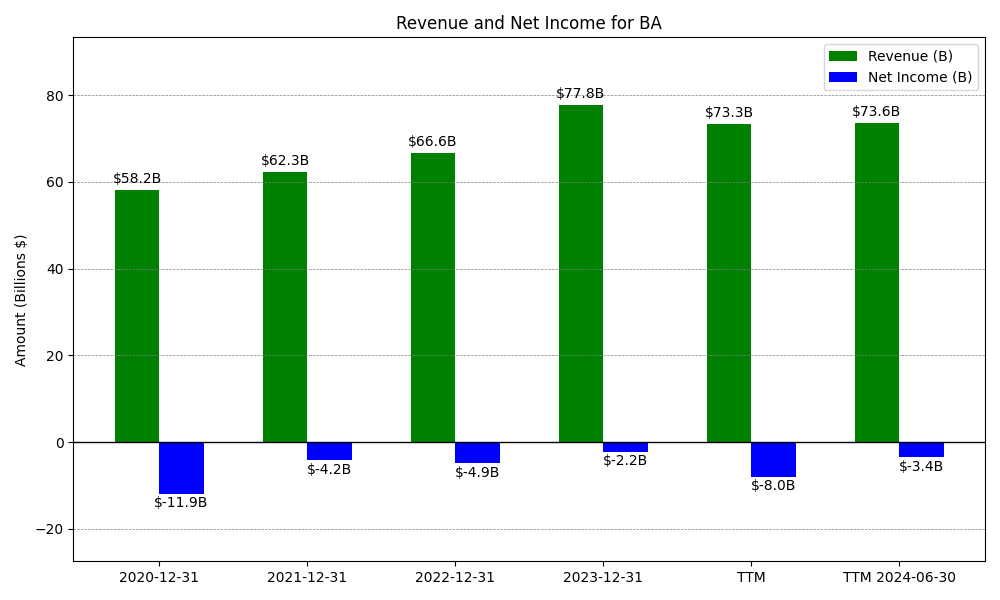 Revenue and Net Income for BA
Revenue (B)
Net Income (B)
Amount (Billions $)
80
60
40
20
0
−20
$58.2B
$62.3B
$66.6B
$77.8B
$73.3B
$73.6B
$-11.9B
$-4.2B
$-4.9B
$-2.2B
$-8.0B
$-3.4B
2020-12-31
2021-12-31
2022-12-31
2023-12-31
TTM
TTM 2024-06-30